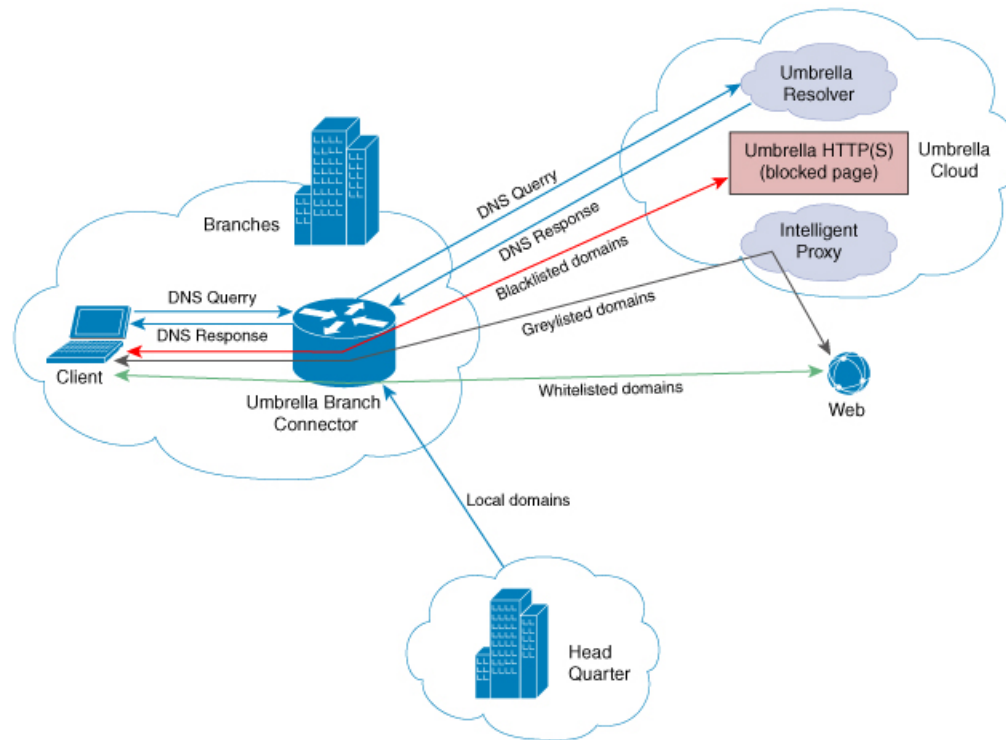 Umbrella
Resolver
Umbrella HTTP(S)
(blocked page)
Umbrella
Cloud
Intelligent
Proxy
Branches
DNS Querry
DNS Response
Blacklisted domains
Greylisted domains
DNS Querry
DNS Response
Client
Umbrella Branch
Connector
Whitelisted domains
Web
Local domains
Head
Quarter